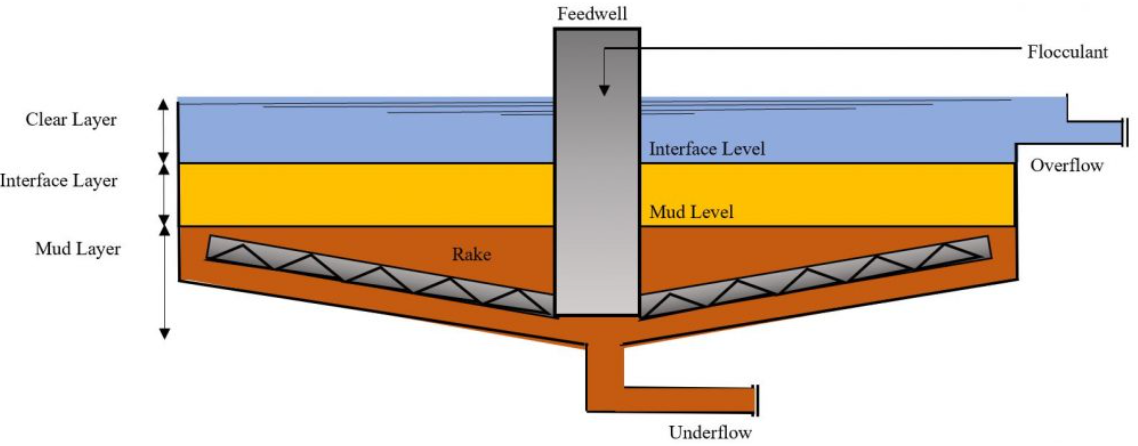 Feedwell
Flocculant
Clear Layer
Interface Level
Overflow
Interface Layer
Mud Level
Mud Layer
Rake
Underflow